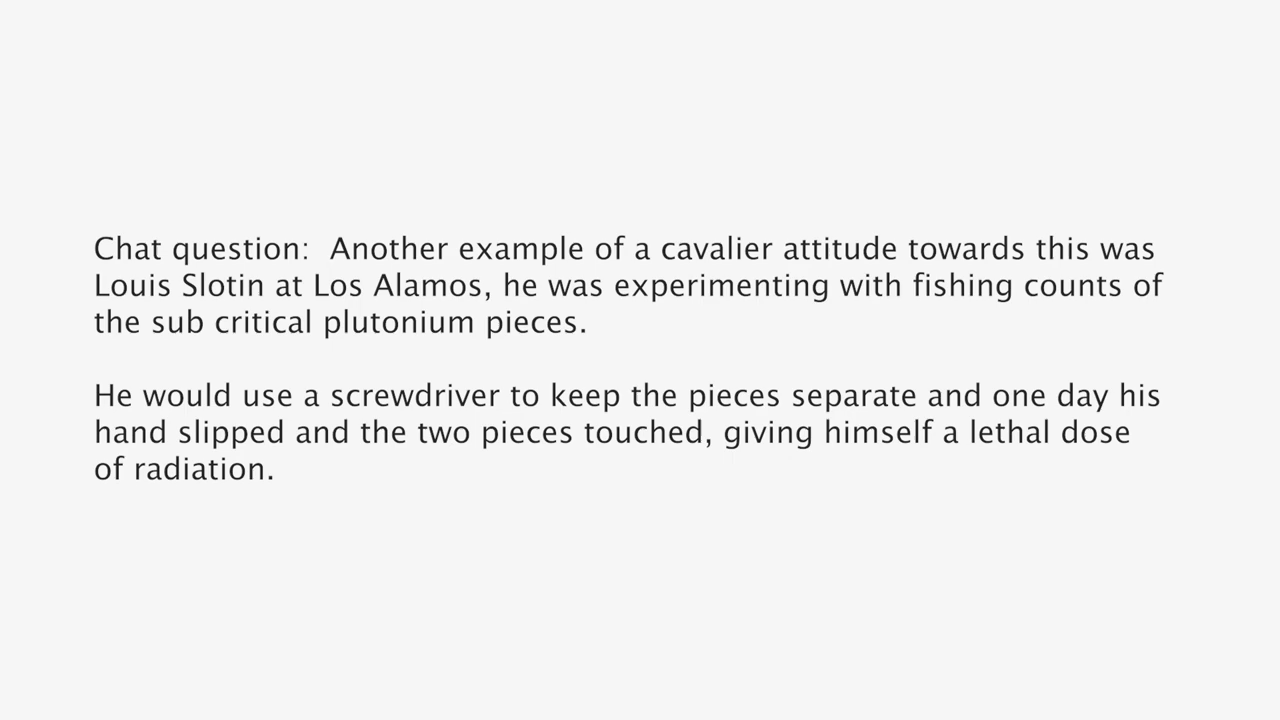 Chat question:  Another example of a cavalier attitude towards this was
Louis Slotin at Los Alamos, he was experimenting with fishing counts of
the sub critical plutonium pieces.
He would use a screwdriver to keep the pieces separate and one day his
hand slipped and the two pieces touched, giving himself a lethal dose
of radiation.